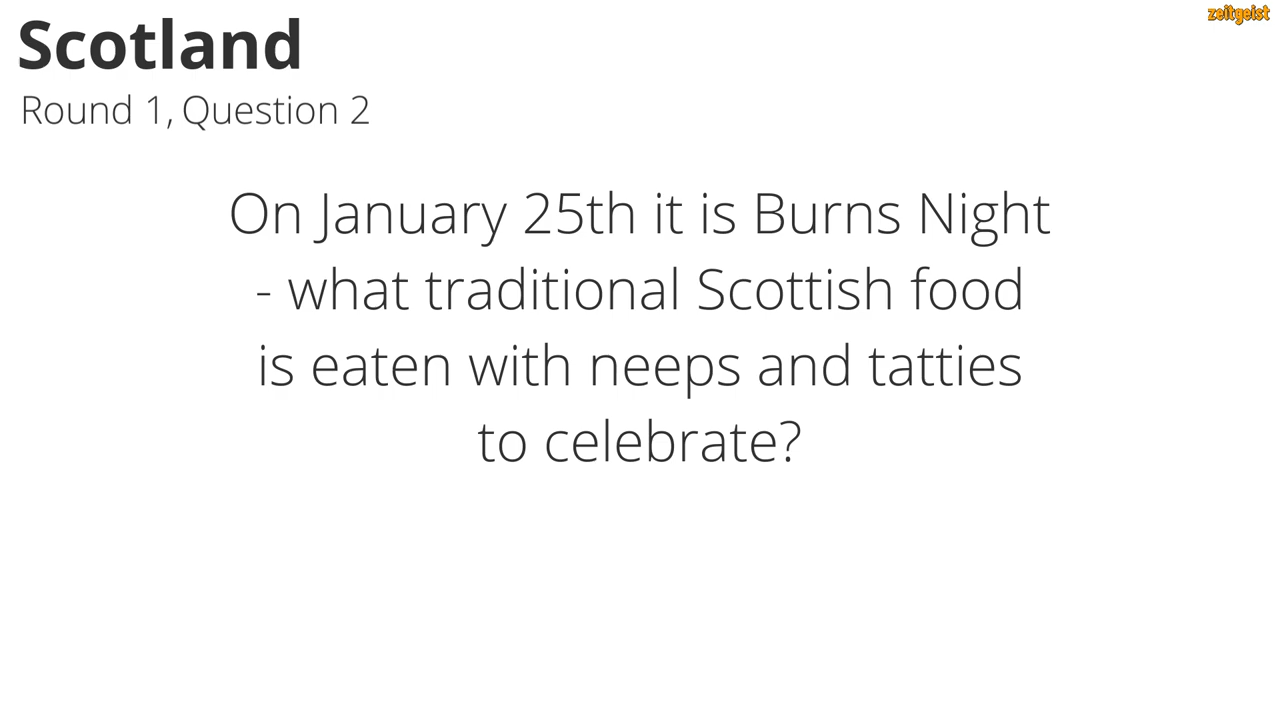 Scotland
zeitgeist
Round 1, Question 2
On January 25th it is Burns Night
- what traditional Scottish food
is eaten with neeps and tatties
to celebrate?